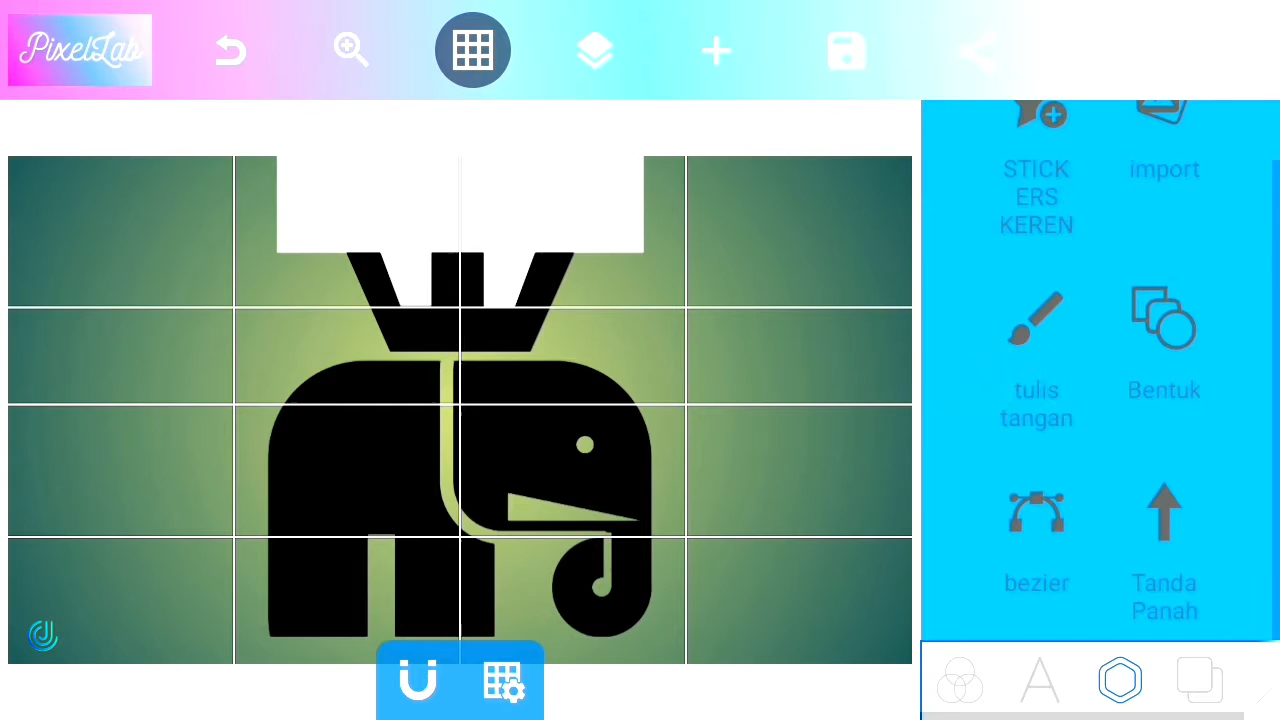 PixelLab
STICK
ERS
KEREN
import
tulis
tangan
Bentuk
bezier
Tanda
Panah